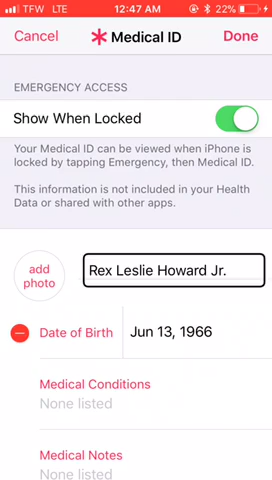 TFW LTE 12:47 AM 22%
Cancel Medical ID Done
EMERGENCY ACCESS
Show When Locked
Your Medical ID can be viewed when iPhone is
locked by tapping Emergency, then Medical ID.
This information is not included in your Health
Data or shared with other apps.
add
photo
Rex Leslie Howard Jr.
Date of Birth Jun 13, 1966
Medical Conditions
None listed
Medical Notes
None listed